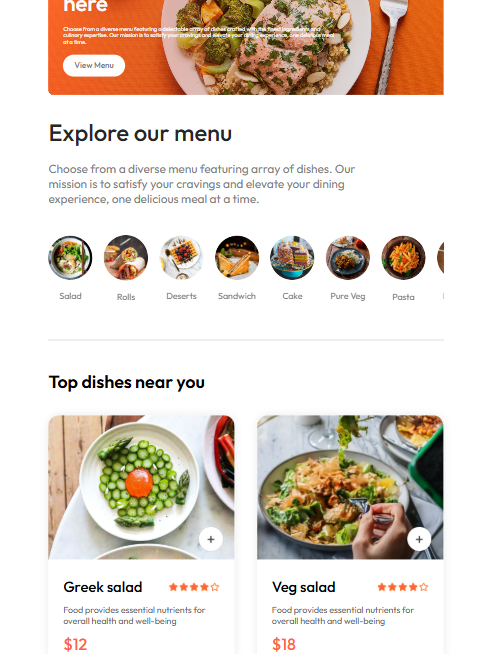 here
Choose from a diverse menu featuring a delectable array of dishes crafted with the finest ingredients and
culinary expertise. Our mission is to satisfy your cravings and elevate your dining experience, one delicious meal
at a time.
View Menu
Explore our menu
Choose from a diverse menu featuring array of dishes. Our
mission is to satisfy your cravings and elevate your dining
experience, one delicious meal at a time.
Salad Rolls Deserts Sandwich Cake Pure Veg Pasta
Top dishes near you
Greek salad Veg salad
Food provides essential nutrients for Food provides essential nutrients for
overall health and well-being overall health and well-being
$12 $18